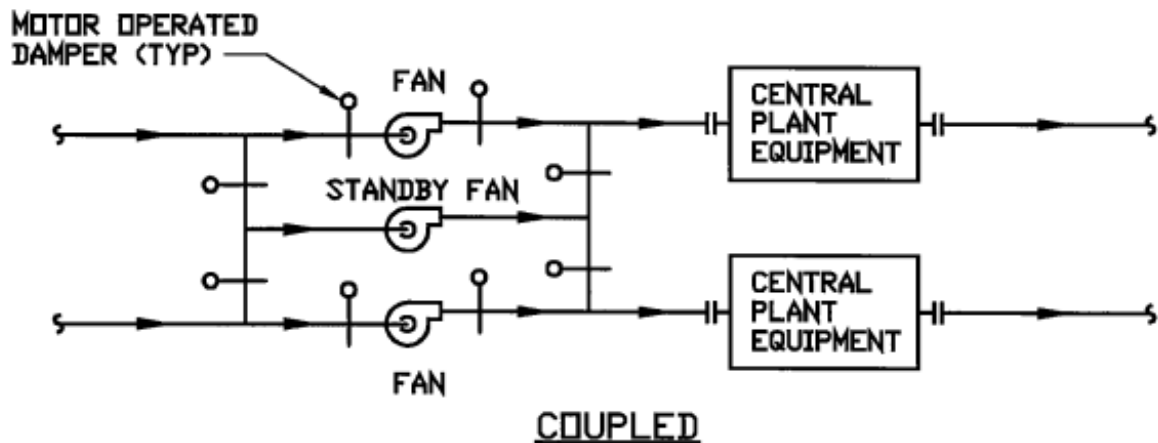 MOTOR OPERATED
DAMPER (TYP)
FAN
STANDBY FAN
FAN
CENTRAL
PLANT
EQUIPMENT
CENTRAL
PLANT
EQUIPMENT
COUPLED